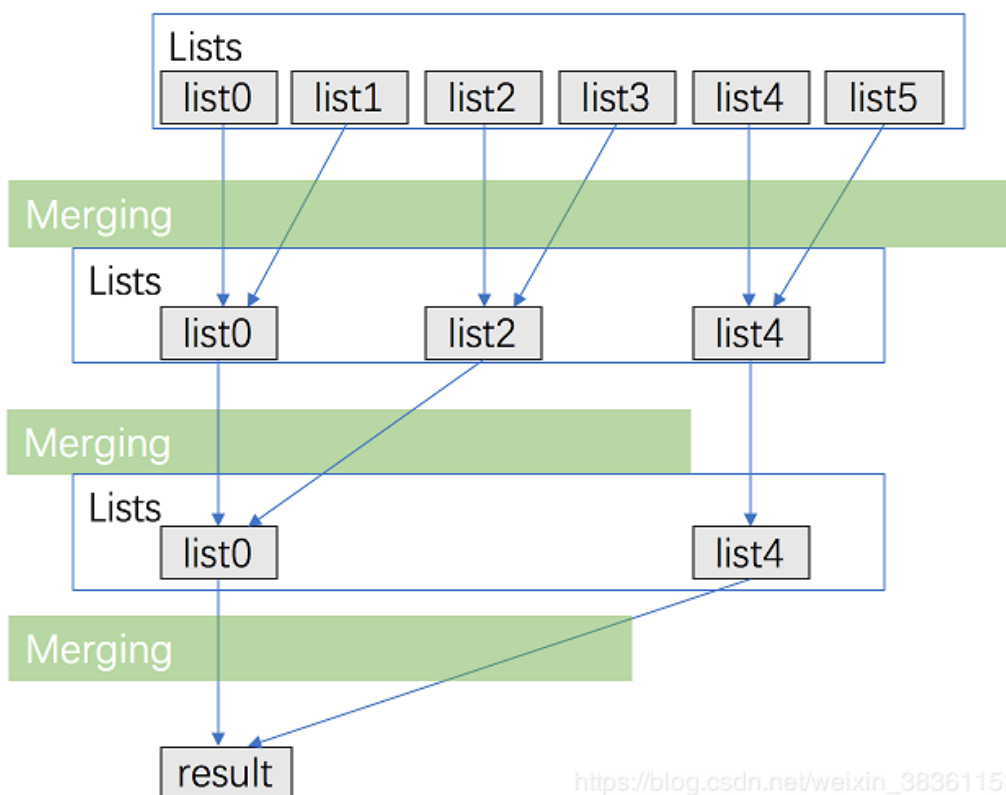 Lists
list0 list1 list2 list3 list4 list5
Merging
Lists
list0 list2 list4
Merging
Lists
list0 list4
Merging
result
https://blog.csdn.net/weixin_3836115